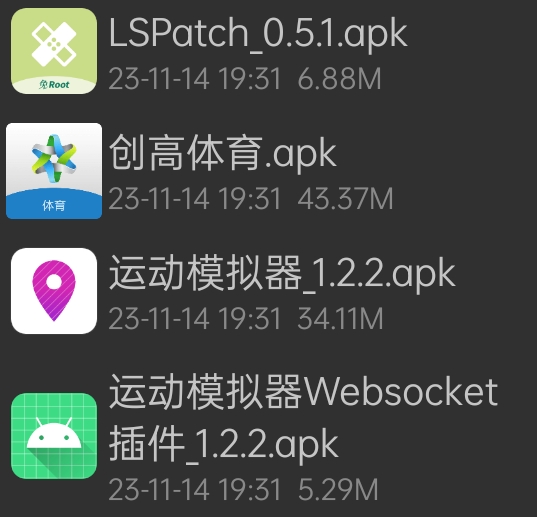 LSPatch_0.5.1.apk
免Root
23-11-14 19:31 6.88M
创高体育.apk
体育
23-11-14 19:31 43.37M
运动模拟器_1.2.2.apk
23-11-14 19:31 34.11M
运动模拟器Websocket
插件_1.2.2.apk
23-11-14 19:31 5.29M